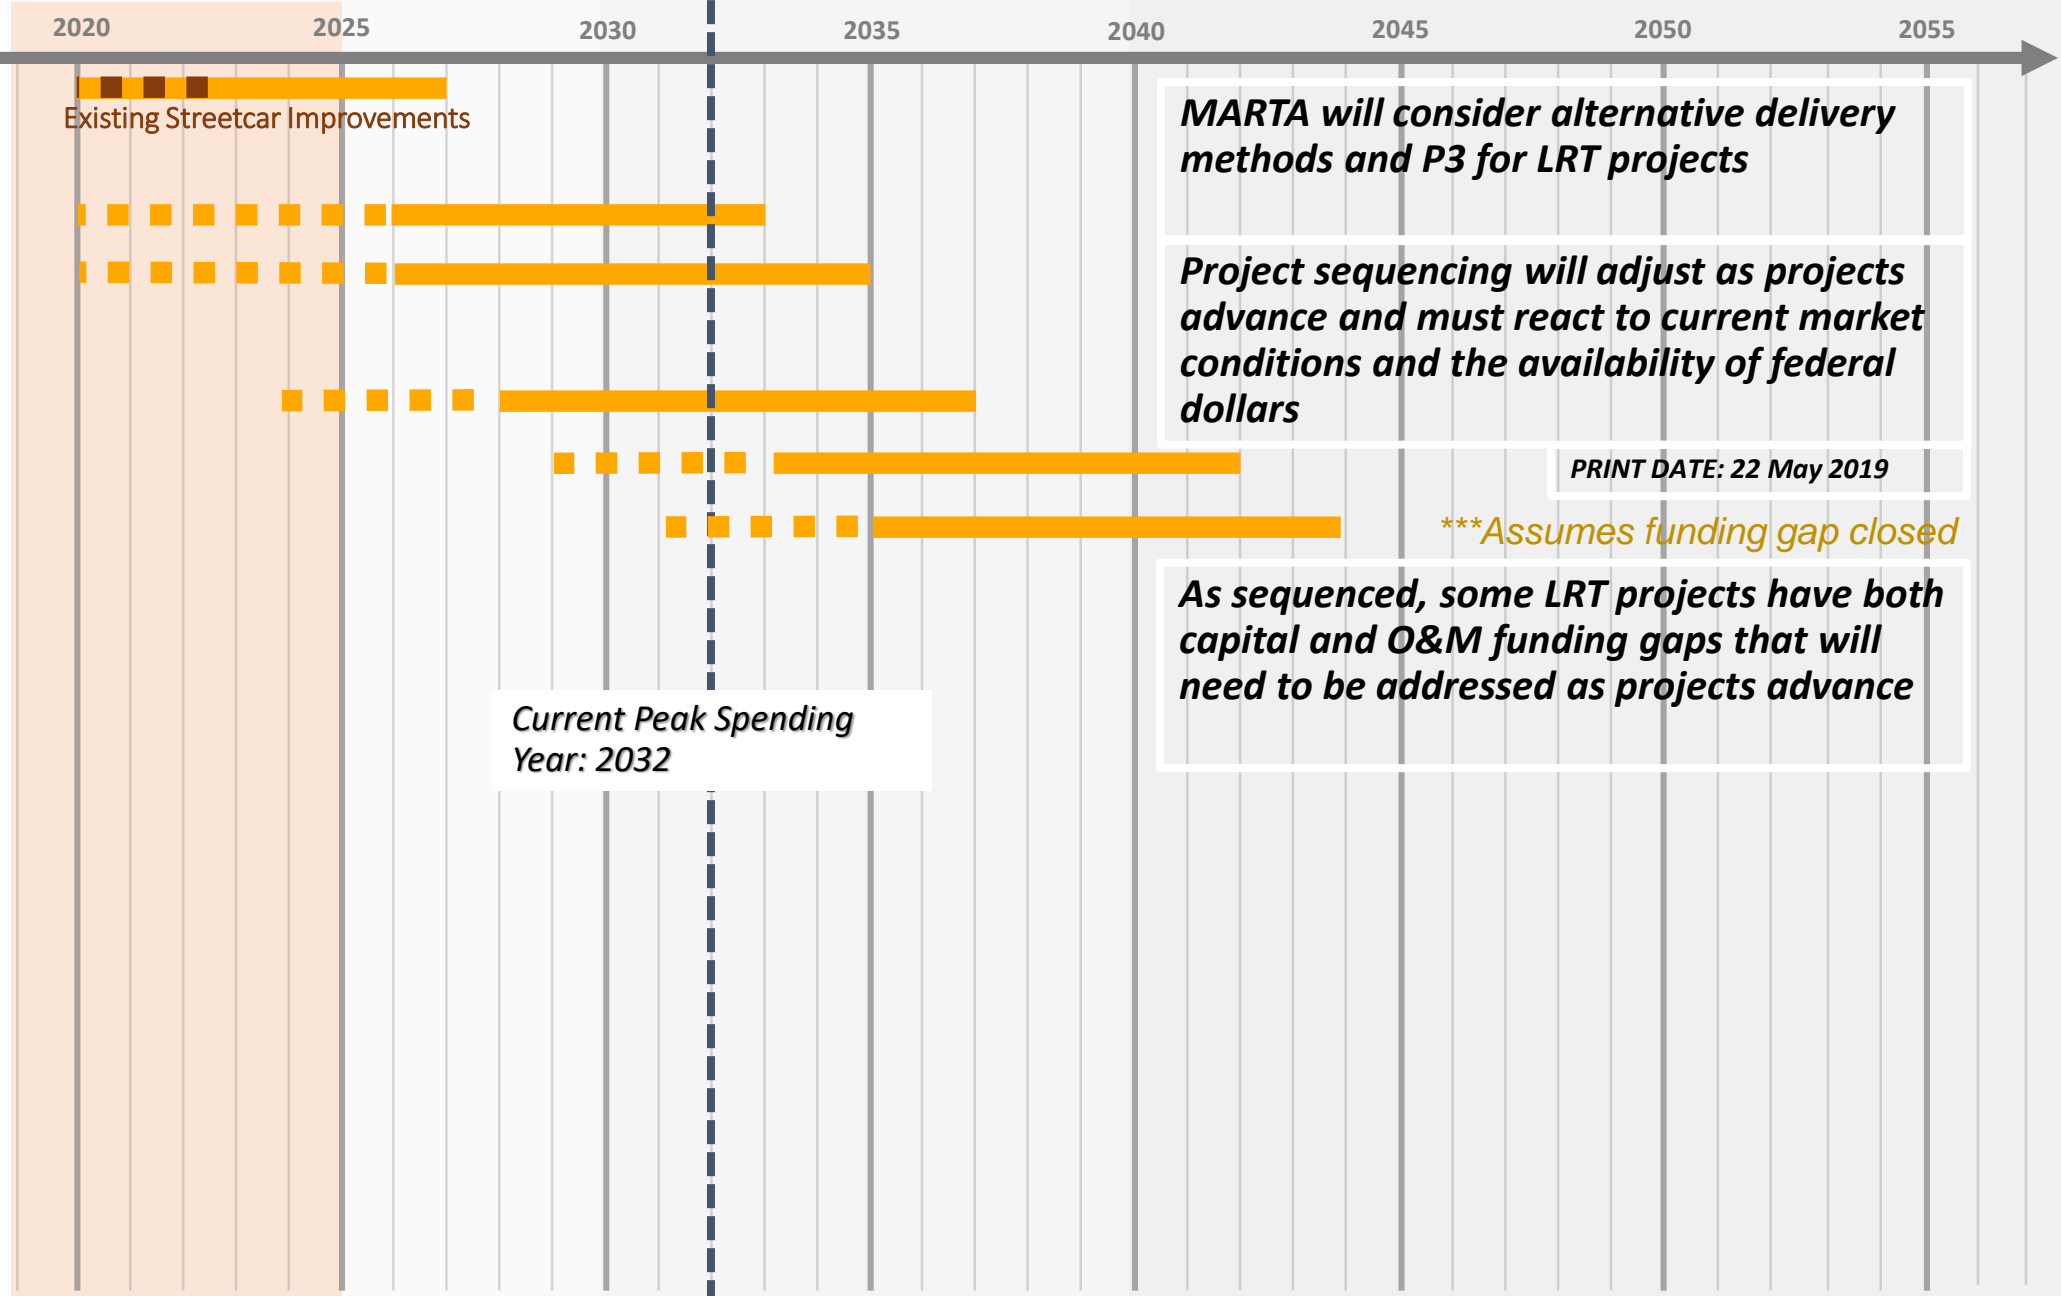 2020 2025 2030 2035 2040 2045 2050 2055
Existing Streetcar Improvements
MARTA will consider alternative delivery
methods and P3 for LRT projects
Project sequencing will adjust as projects
advance and must react to current market
conditions and the availability of federal
dollars
PRINT DATE: 22 May 2019
***Assumes funding gap closed
As sequenced, some LRT projects have both
capital and O&M funding gaps that will
need to be addressed as projects advance
Current Peak Spending
Year: 2032